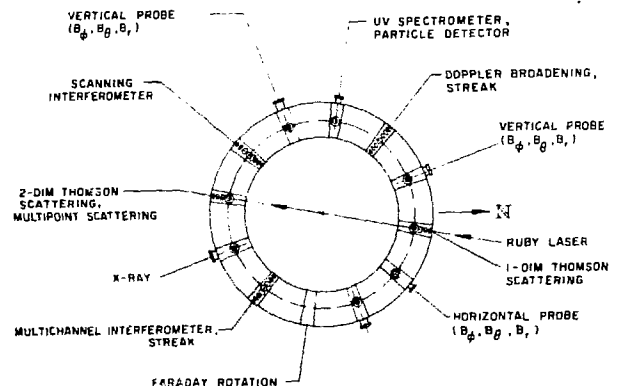 VERTICAL PROBE
(Bϕ, Bθ, Br)
UV SPECTROMETER,
PARTICLE DETECTOR
SCANNING
INTERFEROMETER
DOPPLER BROADENING,
STREAK
VERTICAL PROBE
(Bϕ, Bθ, Br)
2-DIM THOMSON
SCATTERING,
MULTIPOINT SCATTERING
N
RUBY LASER
X-RAY
1-DIM THOMSON
SCATTERING
HORIZONTAL PROBE
(Bϕ, Bθ, Br)
MULTICHANNEL INTERFEROMETER,
STREAK
FARADAY ROTATION